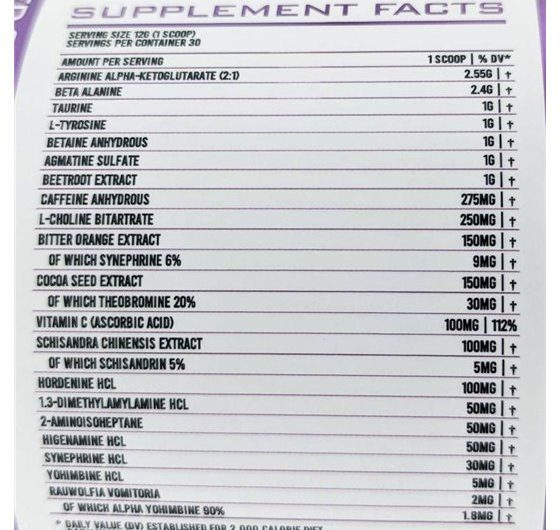 SUPPLEMENT FACTS
SERVING SIZE 12G (1 SCOOP)
SERVINGS PER CONTAINER 30
AMOUNT PER SERVING 1 SCOOP | % DV*
ARGININE ALPHA-KETOGLUTARATE (2:1) 2.55G | †
BETA ALANINE 2.4G | †
TAURINE 1G | †
L-TYROSINE 1G | †
BETAINE ANHYDROUS 1G | †
AGMATINE SULFATE 1G | †
BEETROOT EXTRACT 1G | †
CAFFEINE ANHYDROUS 275MG | †
L-CHOLINE BITARTRATE 250MG | †
BITTER ORANGE EXTRACT 150MG | †
OF WHICH SYNEPHRINE 6% 9MG | †
COCOA SEED EXTRACT 150MG | †
OF WHICH THEOBROMINE 20% 30MG | †
VITAMIN C (ASCORBIC ACID) 100MG | 112%
SCHISANDRA CHINENSIS EXTRACT 100MG | †
OF WHICH SCHISANDRIN 5% 5MG | †
HORDENINE HCL 100MG | †
1.3-DIMETHYLAMYLAMINE HCL 50MG | †
2-AMINOISOHEPTANE 50MG | †
HIGENAMINE HCL 50MG | †
SYNEPHRINE HCL 30MG | †
YOHIMBINE HCL 5MG | †
RAUWOLFIA VOMITORIA 2MG | †
OF WHICH ALPHA YOHIMBINE 90% 1.8MG | †
* DAILY VALUE (DV) ESTABLISHED FOR 2,000 CALORIE DIET